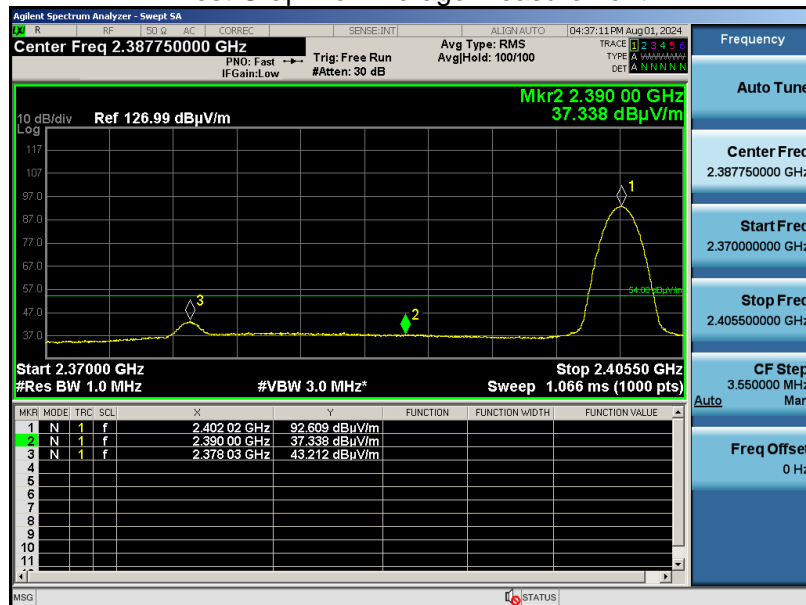 Agilent Spectrum Analyzer - Swept SA
LXI R RF 50 Ω AC CORREC SENSE:INT ALIGN AUTO 04:37:11 PM Aug 01, 2024
Center Freq 2.387750000 GHz
PNO: Fast
IFGain:Low
Trig: Free Run
#Atten: 30 dB
Avg Type: RMS
Avg|Hold: 100/100
TRACE 1 2 3 4 5 6
TYPE A WWWWW
DET A N N N N N
Mkr2 2.390 00 GHz
37.338 dBµV/m
10 dB/div Ref 126.99 dBµV/m
Log
117
107
97.0
87.0
77.0
67.0
57.0
47.0
37.0
1
2
3
54.00 dBµV/m
Start 2.37000 GHz Stop 2.40550 GHz
#Res BW 1.0 MHz #VBW 3.0 MHz* Sweep 1.066 ms (1000 pts)
MKR MODE TRC SCL X Y FUNCTION FUNCTION WIDTH FUNCTION VALUE
1 N 1 f 2.402 02 GHz 92.609 dBµV/m
2 N 1 f 2.390 00 GHz 37.338 dBµV/m
3 N 1 f 2.378 03 GHz 43.212 dBµV/m
4
5
6
7
8
9
10
11
MSG STATUS
Frequency
Auto Tune
Center Freq
2.387750000 GHz
Start Freq
2.370000000 GHz
Stop Freq
2.405500000 GHz
CF Step
3.550000 MHz
Auto Man
Freq Offset
0 Hz